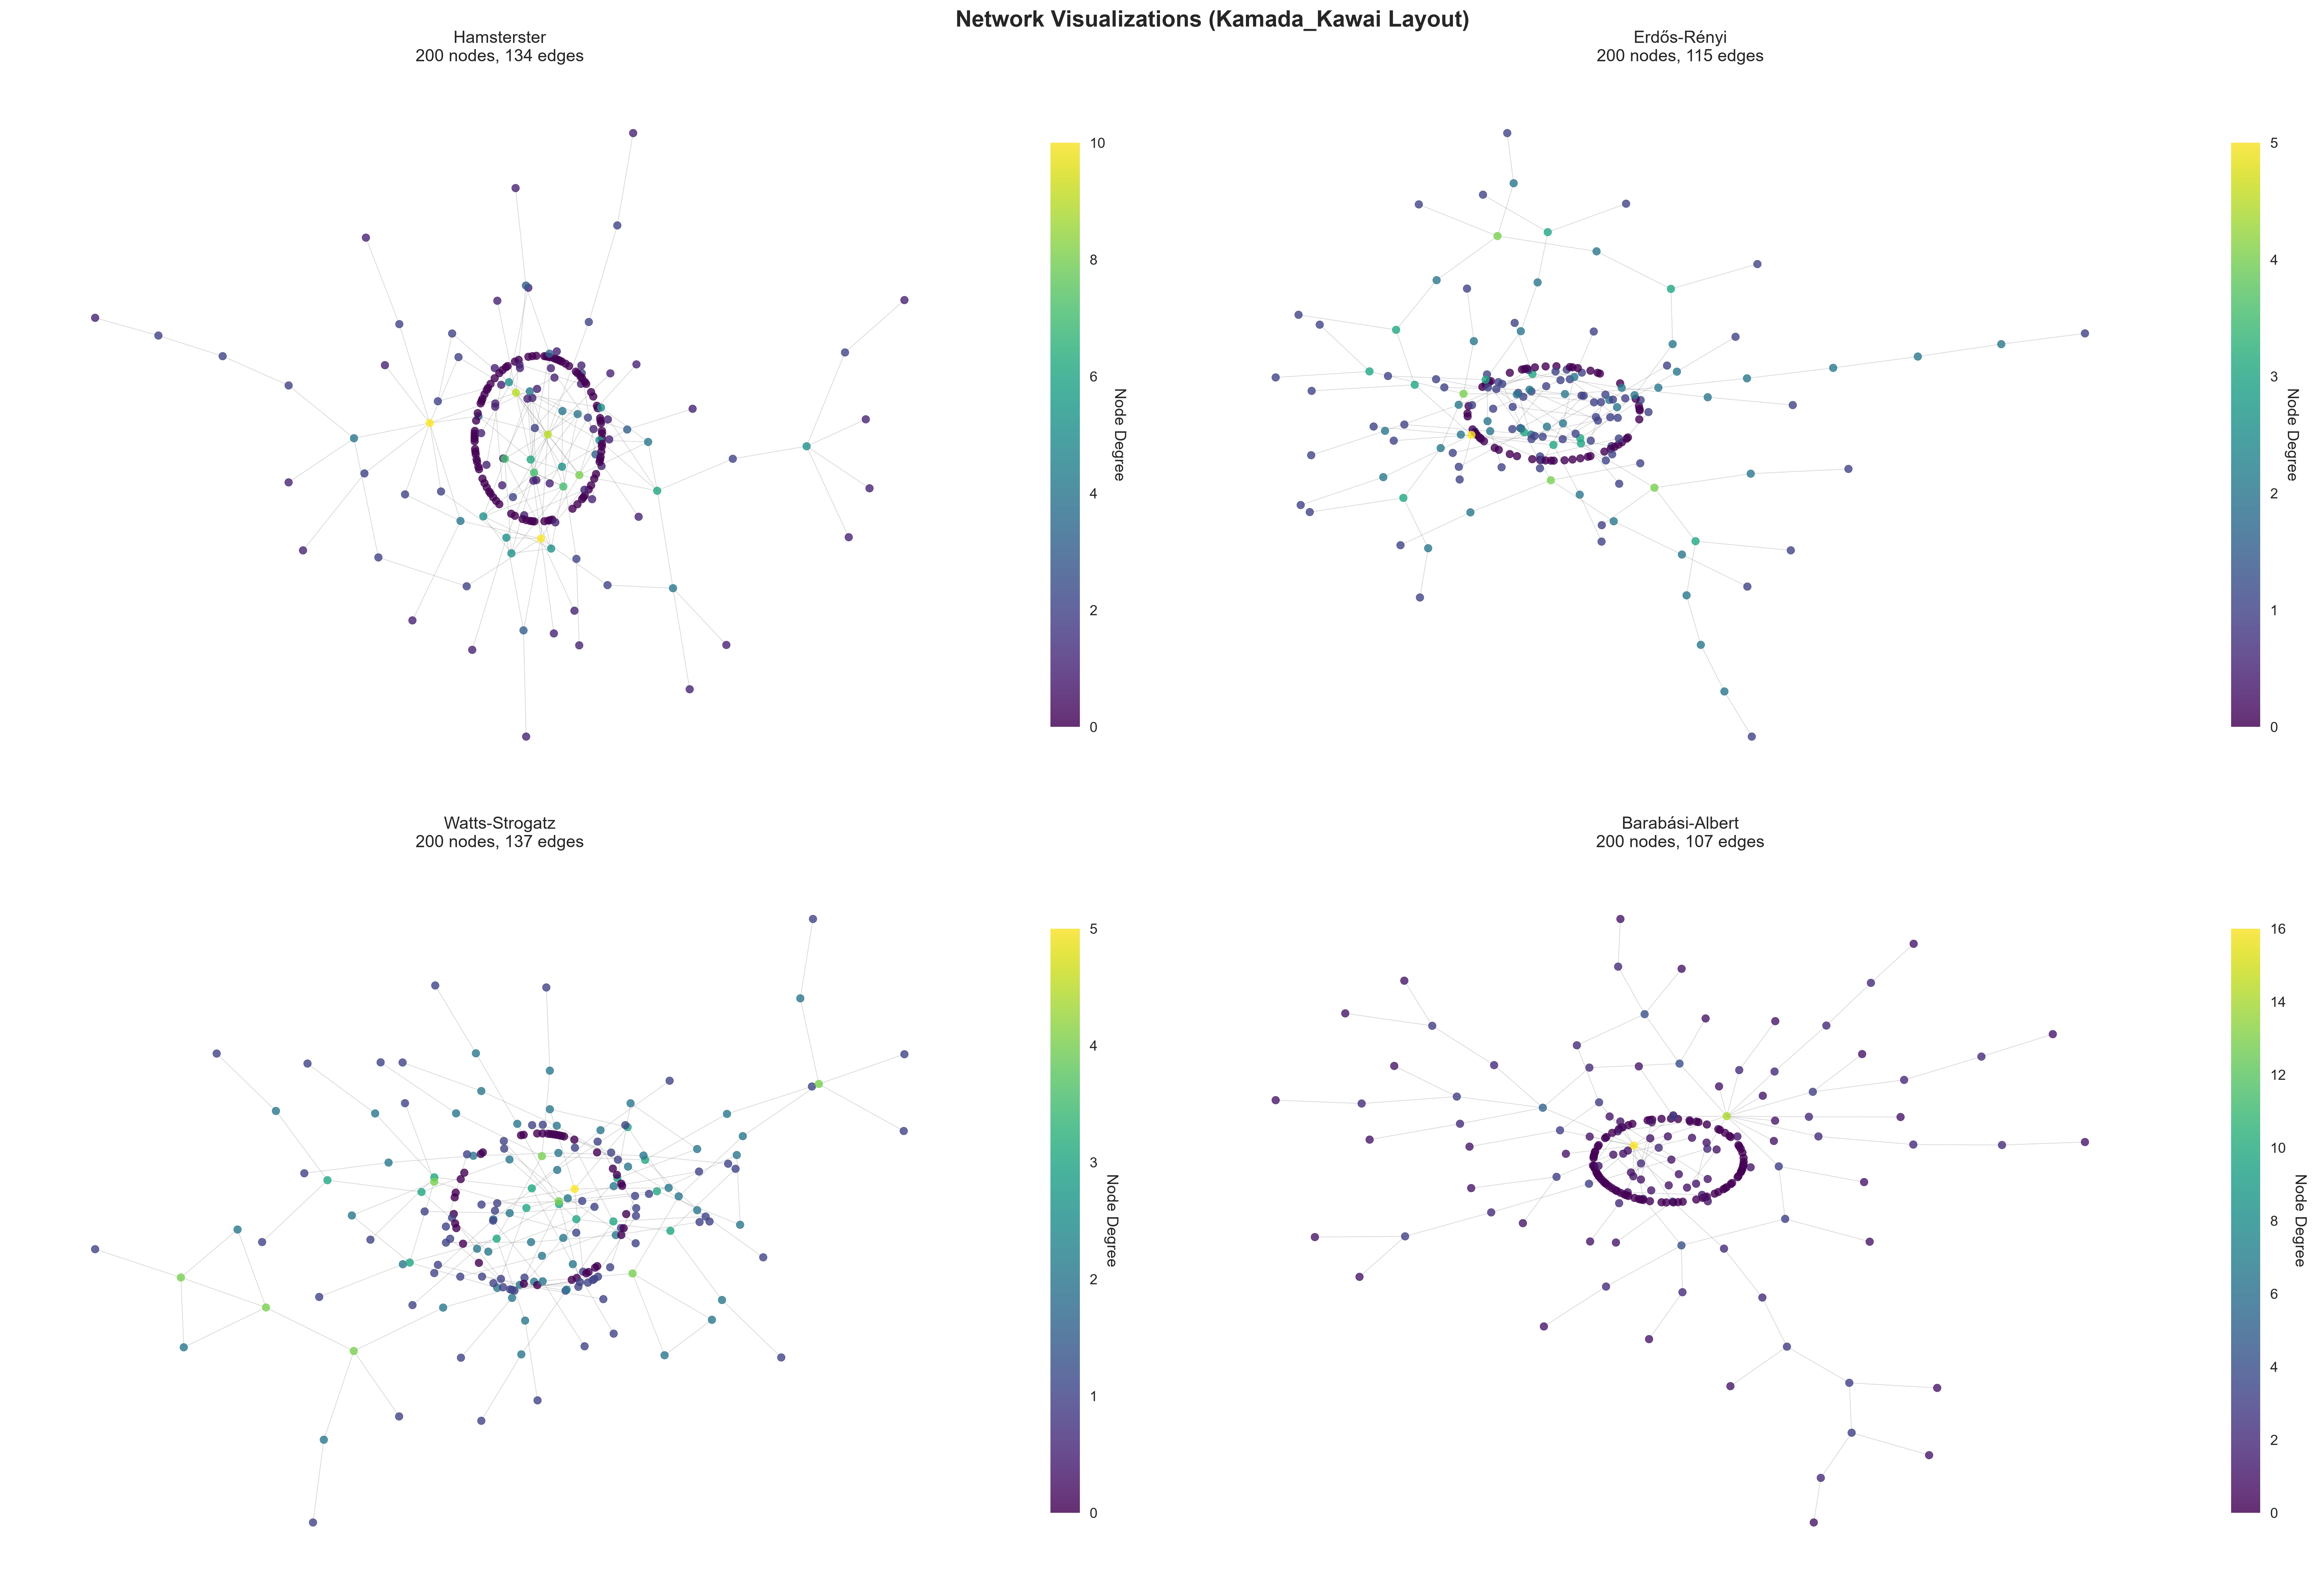 Network Visualizations (Kamada_Kawai Layout)
Hamsterster
200 nodes, 134 edges
10
8
6
4
2
0
Node Degree
Erdős-Rényi
200 nodes, 115 edges
5
4
3
2
1
0
Node Degree
Watts-Strogatz
200 nodes, 137 edges
5
4
3
2
1
0
Node Degree
Barabási-Albert
200 nodes, 107 edges
16
14
12
10
8
6
4
2
0
Node Degree